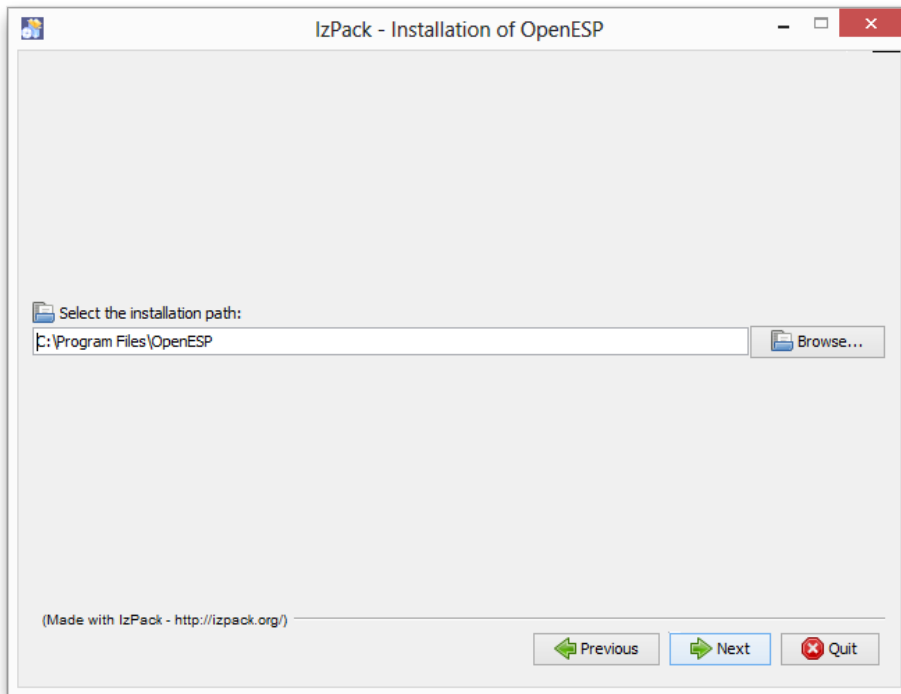 IzPack - Installation of OpenESP
Select the installation path:
C:\Program Files\OpenESP
Browse...
(Made with IzPack - http://izpack.org/)
Previous
Next
Quit